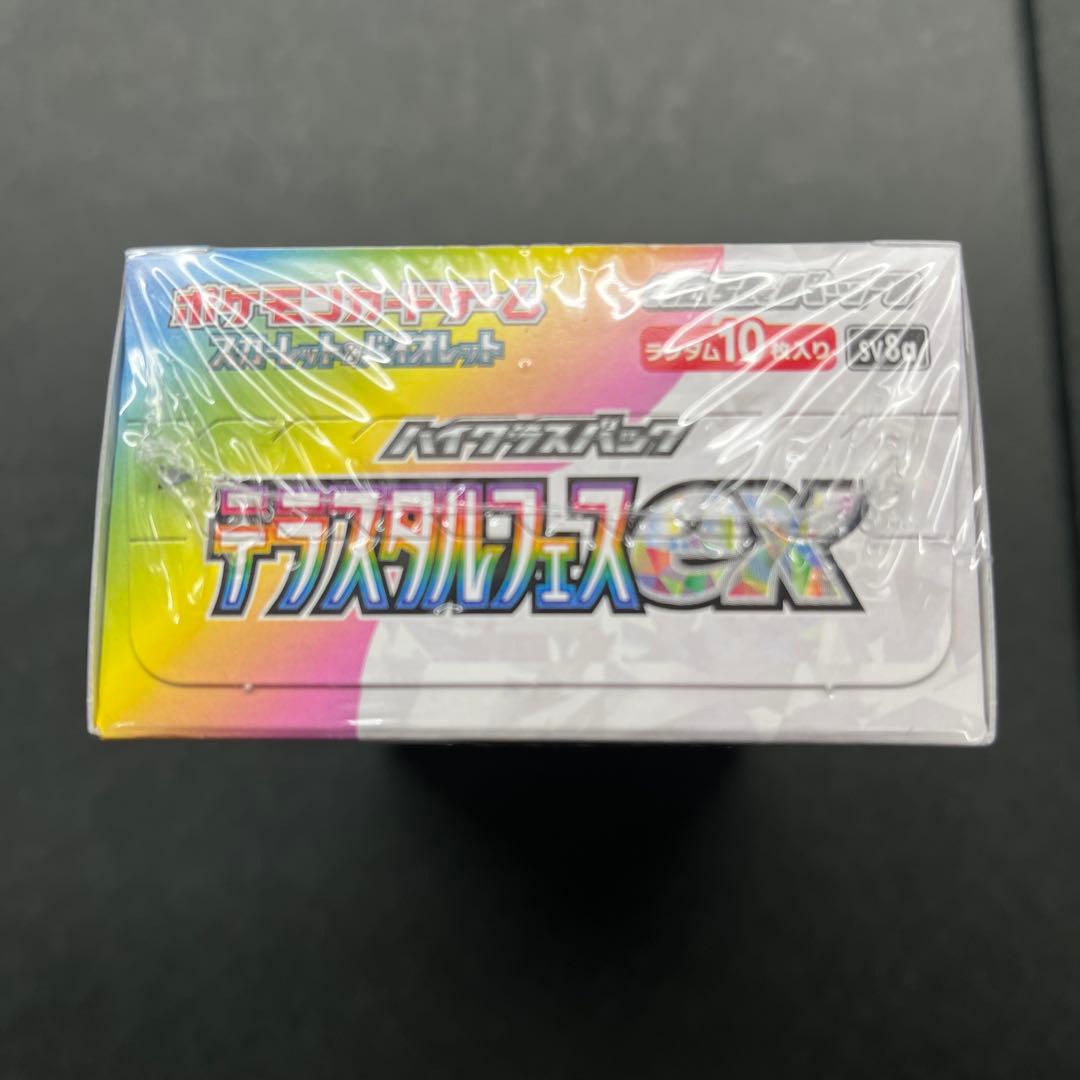 ポケモンカードゲーム
スカーレット&バイオレット
拡張パック
ランダム10枚入り
SV8a
ハイクラスパック
テラスタルフェスex